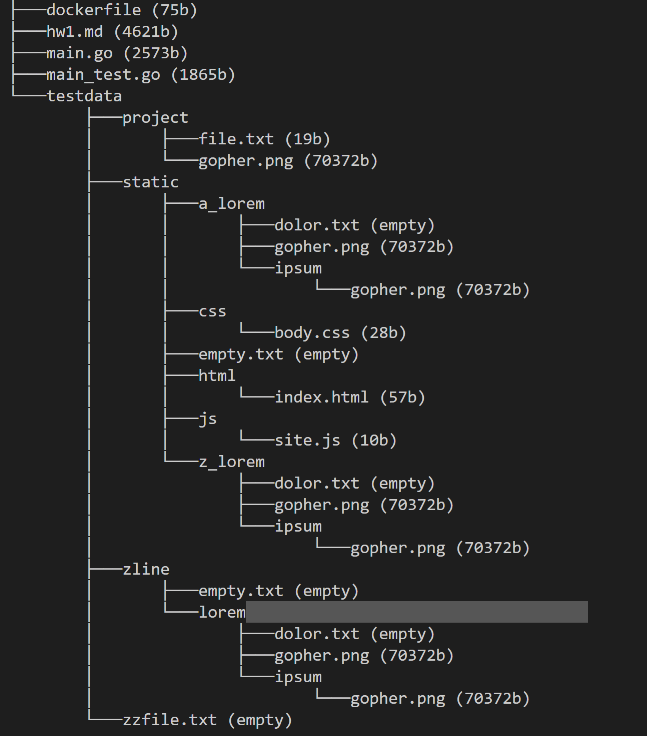 ├───dockerfile (75b)
├───hw1.md (4621b)
├───main.go (2573b)
├───main_test.go (1865b)
└───testdata
	├───project
	│	├───file.txt (19b)
	│	└───gopher.png (70372b)
	├───static
	│	├───a_lorem
	│	│	├───dolor.txt (empty)
	│	│	├───gopher.png (70372b)
	│	│	└───ipsum
	│	│		└───gopher.png (70372b)
	│	├───css
	│	│	└───body.css (28b)
	│	├───empty.txt (empty)
	│	├───html
	│	│	└───index.html (57b)
	│	├───js
	│	│	└───site.js (10b)
	│	└───z_lorem
	│		├───dolor.txt (empty)
	│		├───gopher.png (70372b)
	│		└───ipsum
	│			└───gopher.png (70372b)
	├───zline
	│	├───empty.txt (empty)
	│	└───lorem
	│		├───dolor.txt (empty)
	│		├───gopher.png (70372b)
	│		└───ipsum
	│			└───gopher.png (70372b)
	└───zzfile.txt (empty)